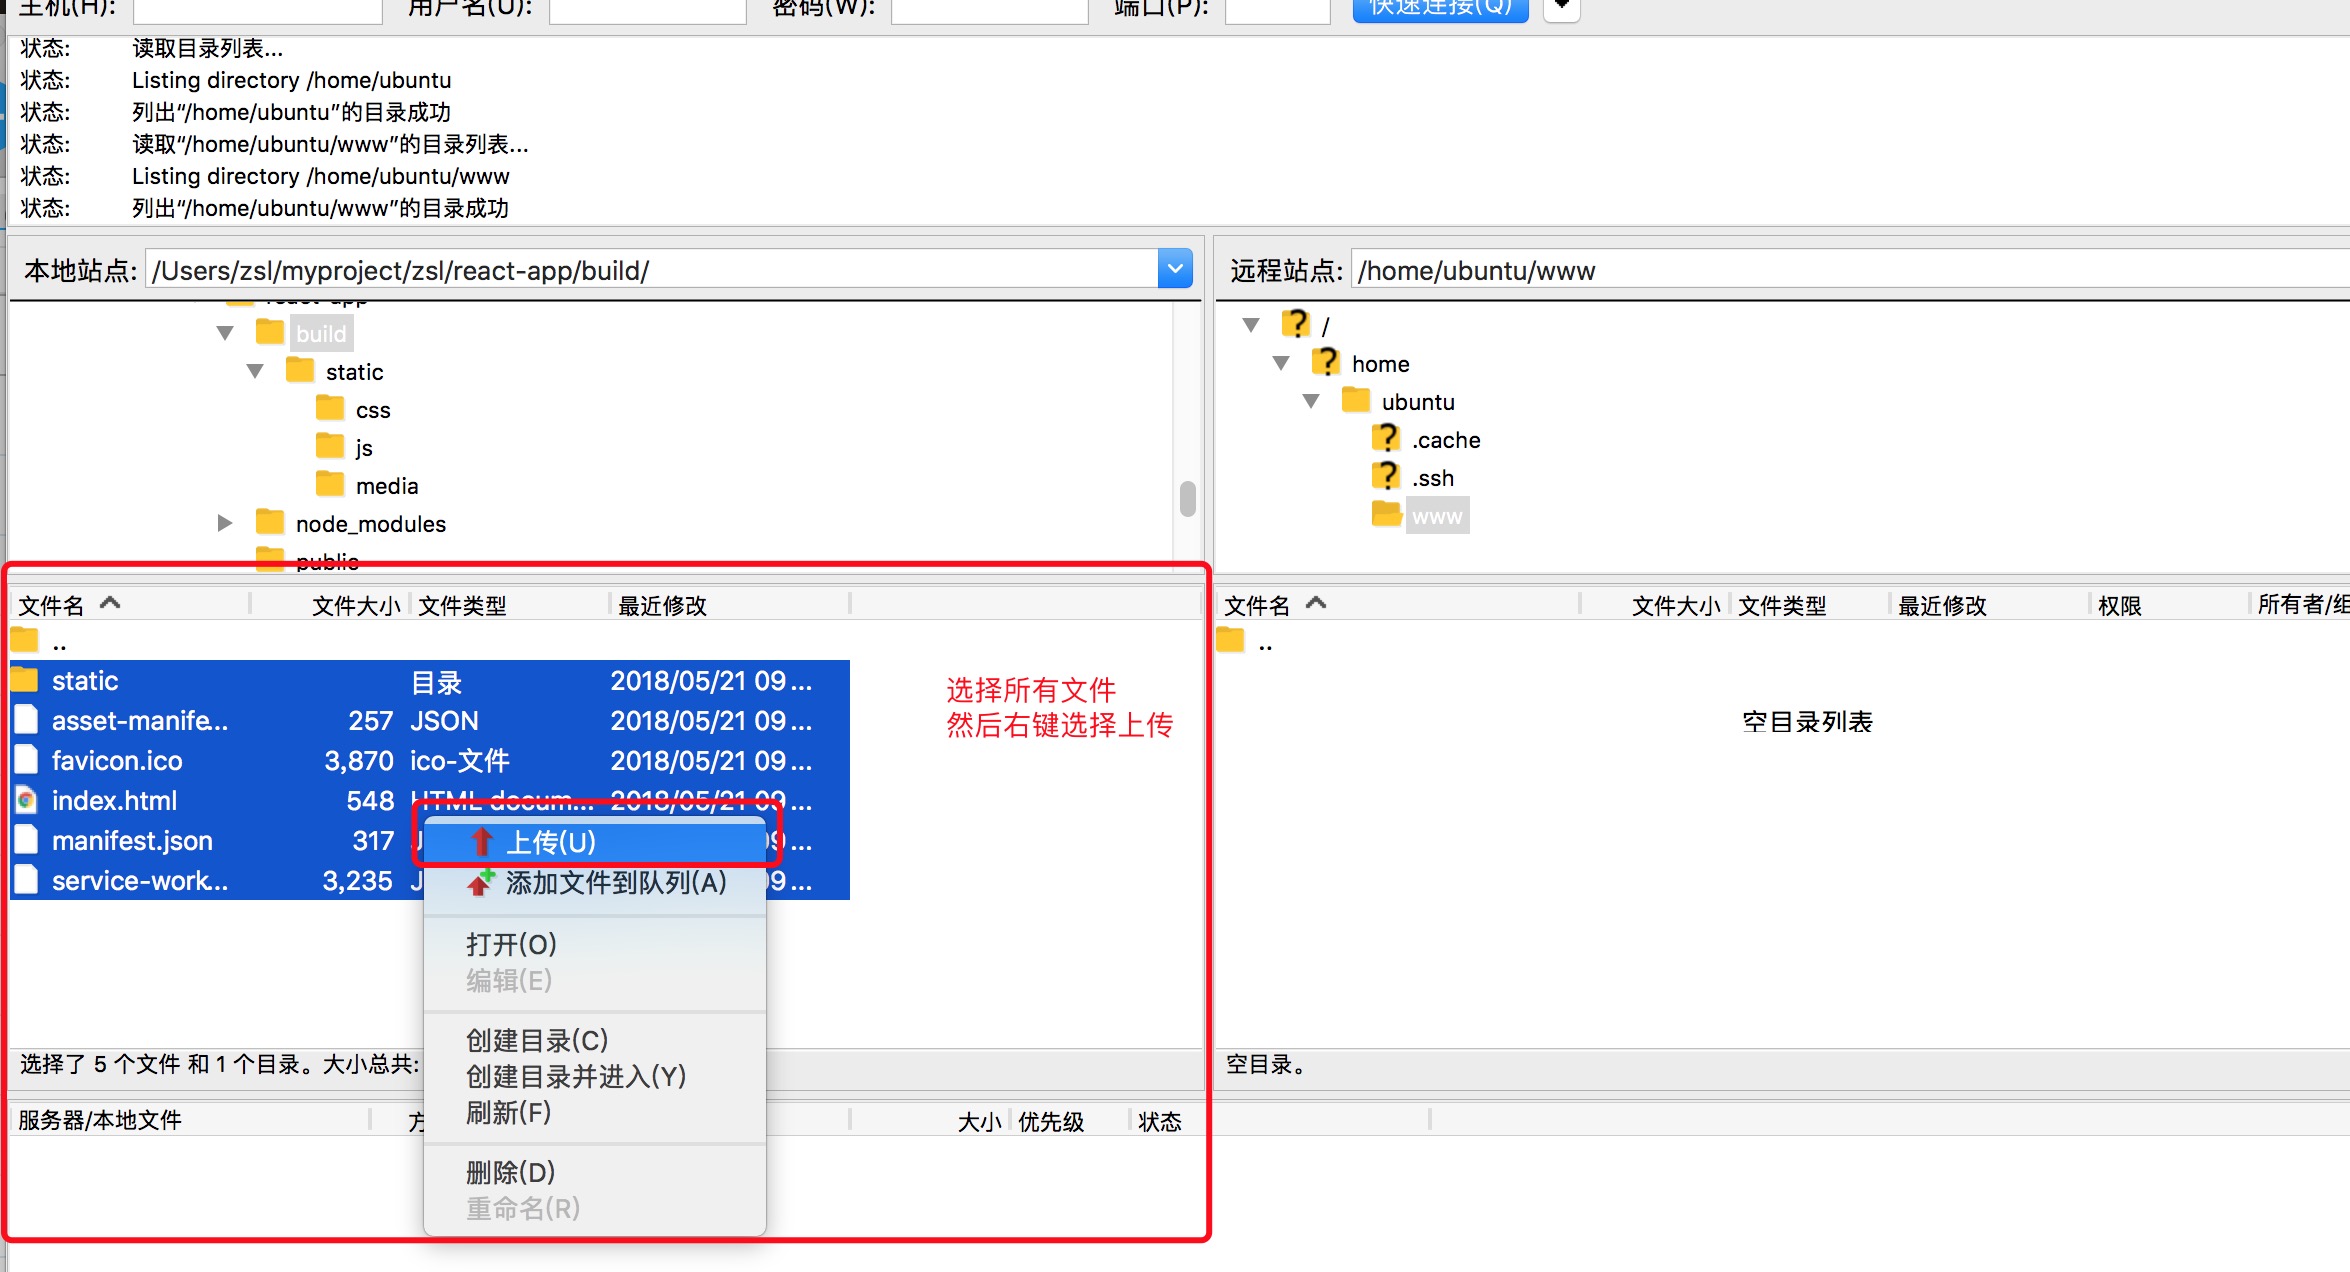 主机(H): 用户名(U): 密码(W): 端口(P): 快速连接(Q)
状态: 读取目录列表...
状态: Listing directory /home/ubuntu
状态: 列出“/home/ubuntu”的目录成功
状态: 读取“/home/ubuntu/www”的目录列表...
状态: Listing directory /home/ubuntu/www
状态: 列出“/home/ubuntu/www”的目录成功
本地站点: /Users/zsl/myproject/zsl/react-app/build/
react-app
build
static
css
js
media
node_modules
public
远程站点: /home/ubuntu/www
/
home
ubuntu
.cache
.ssh
www
文件名 文件大小 文件类型 最近修改
..
static 目录 2018/05/21 09...
asset-manife... 257 JSON 2018/05/21 09...
favicon.ico 3,870 ico-文件 2018/05/21 09...
index.html 548 HTML docum... 2018/05/21 09...
manifest.json 317 J 09...
service-work... 3,235 J 09...
选择所有文件
然后右键选择上传
上传(U)
添加文件到队列(A)
打开(O)
编辑(E)
创建目录(C)
创建目录并进入(Y)
刷新(F)
删除(D)
重命名(R)
选择了 5 个文件 和 1 个目录。大小总共:
文件名 文件大小 文件类型 最近修改 权限 所有者/组
..
空目录列表
空目录。
服务器/本地文件 方 大小 优先级 状态